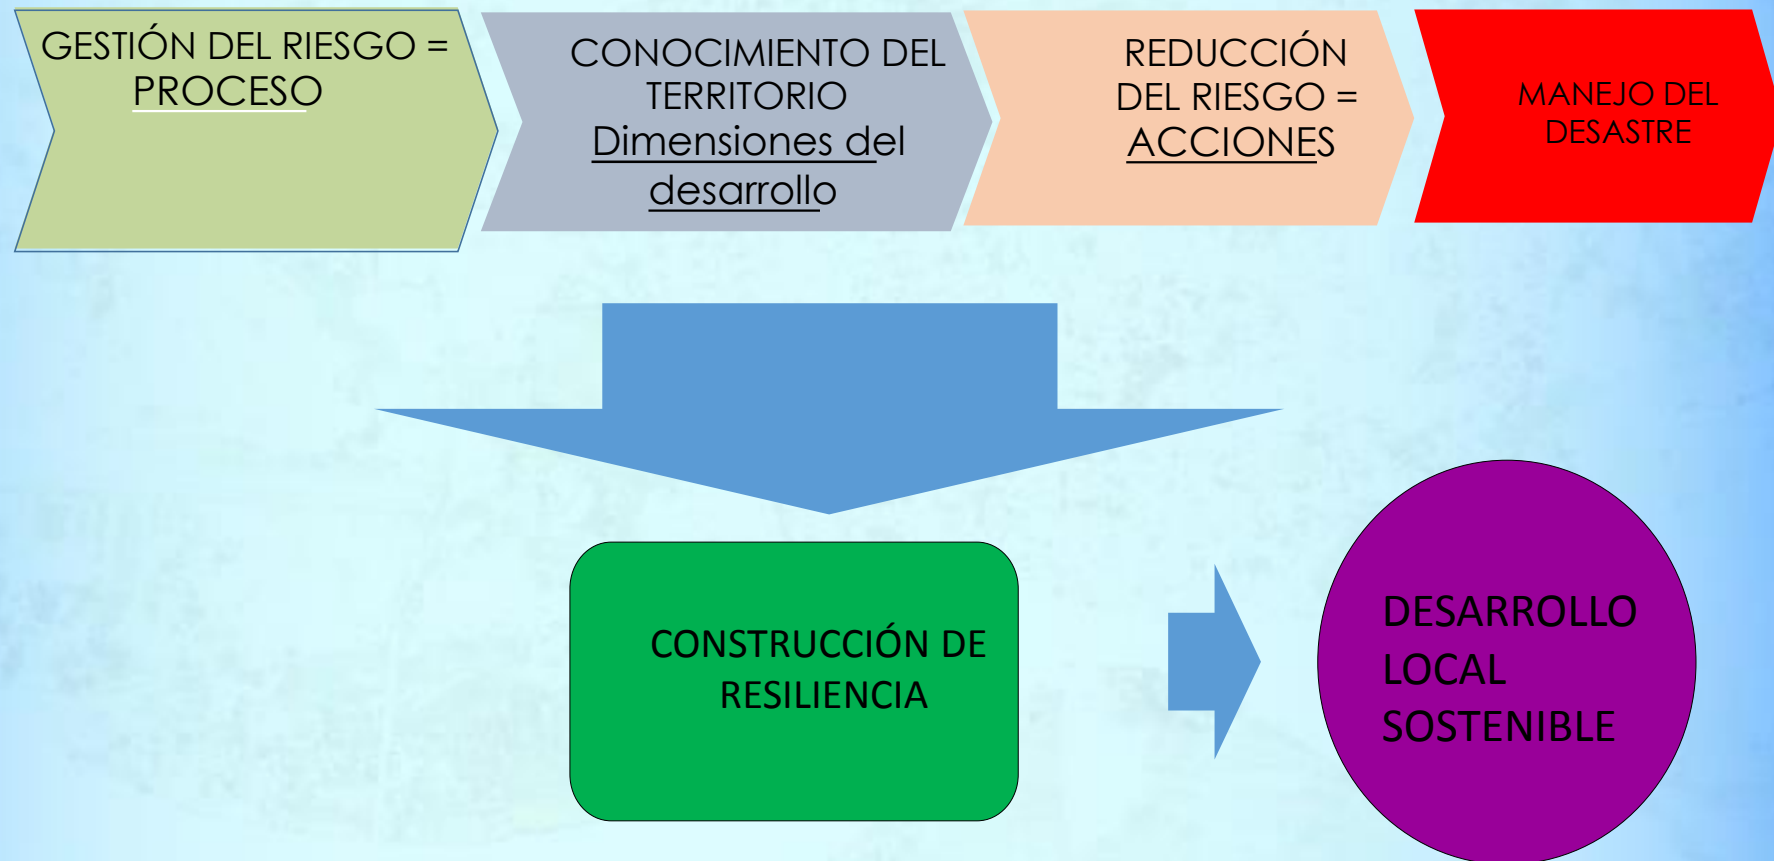 GESTIÓN DEL RIESGO =
PROCESO
CONOCIMIENTO DEL
TERRITORIO
Dimensiones del
desarrollo
REDUCCIÓN
DEL RIESGO =
ACCIONES
MANEJO DEL
DESASTRE
CONSTRUCCIÓN DE
RESILIENCIA
DESARROLLO
LOCAL
SOSTENIBLE